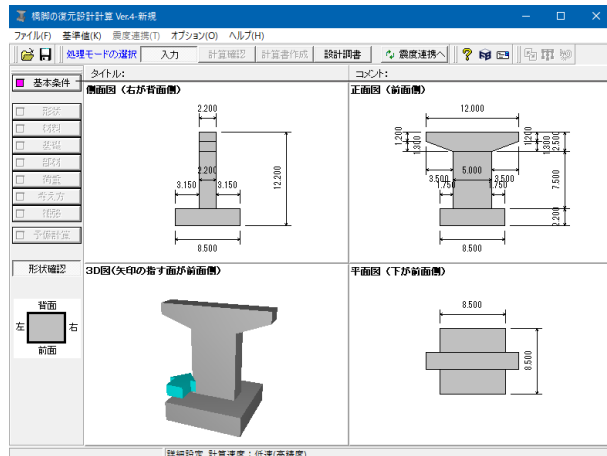 橋脚の復元設計計算 Ver.4-新規
ファイル(F) 基準値(K) 震度連携(T) オプション(O) ヘルプ(H)
処理モードの選択 入力 計算確認 計算書作成 設計調書 震度連携へ
タイトル: コメント:
基本条件
形状
材料
基礎
部材
荷重
考え方
予備計算
形状確認
背面
左 右
前面
側面図（右が背面側）
2.200
2.200
3.150 3.150
12.200
8.500
正面図（前面側）
12.000
1.200
1.300
1.200
1.300
2.500
5.000
3.500 3.500
1.750 1.750
7.500
2.200
8.500
3D図(矢印の指す面が前面側)
平面図（下が前面側）
8.500
8.500
詳細設定 計算速度：低速(高精度)